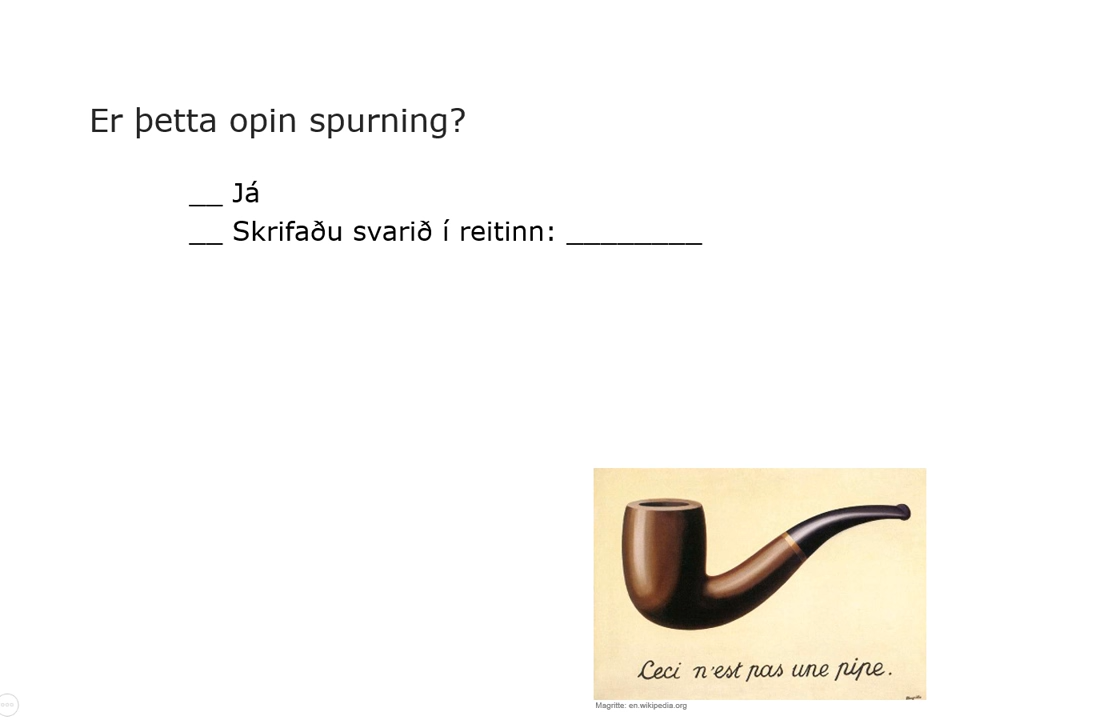 Er þetta opin spurning?
__ Já
__ Skrifaðu svarið í reitinn: ________
Ceci n'est pas une pipe.
Magritte: en.wikipedia.org